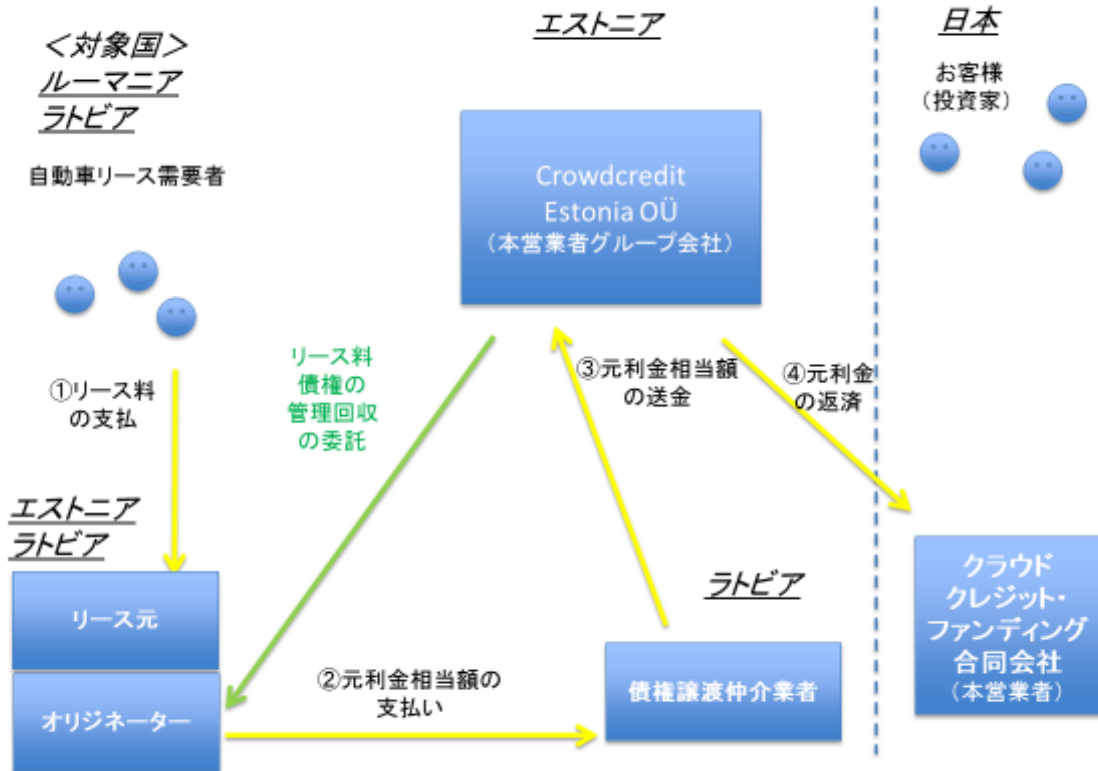 ＜対象国＞
ルーマニア
ラトビア
自動車リース需要者
①リース料
の支払
エストニア
ラトビア
リース元
オリジネーター
エストニア
Crowdcredit
Estonia OÜ
（本営業者グループ会社）
リース料
債権の
管理回収
の委託
③元利金相当額
の送金
④元利金
の返済
②元利金相当額の
支払い
ラトビア
債権譲渡仲介業者
日本
お客様
（投資家）
クラウド
クレジット・
ファンディング
合同会社
（本営業者）